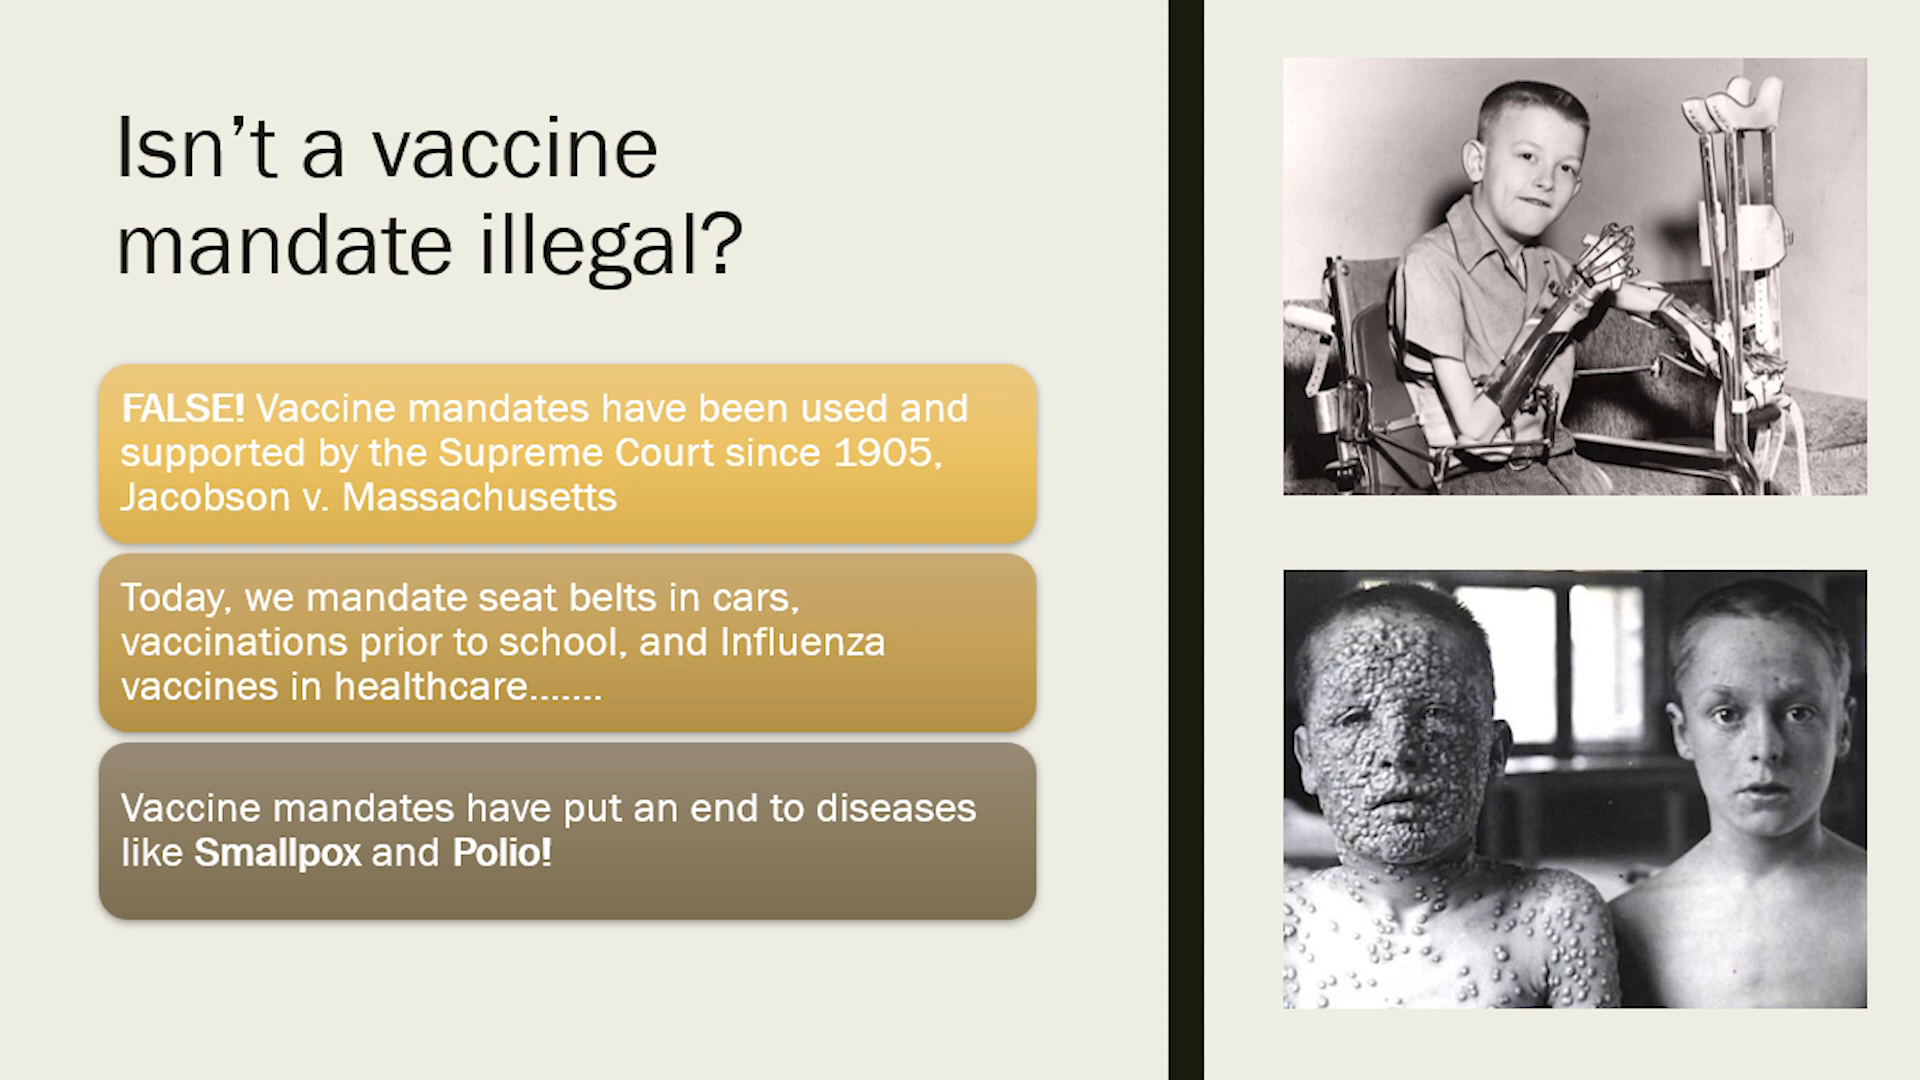 Isn’t a vaccine
mandate illegal?
FALSE! Vaccine mandates have been used and
supported by the Supreme Court since 1905,
Jacobson v. Massachusetts
Today, we mandate seat belts in cars,
vaccinations prior to school, and Influenza
vaccines in healthcare.......
Vaccine mandates have put an end to diseases
like Smallpox and Polio!